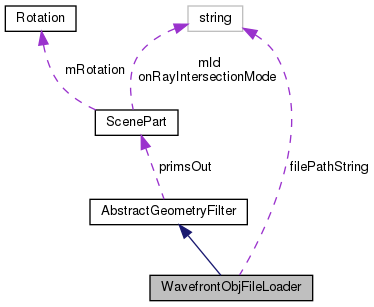 Rotation
string
mRotation
mId
onRayIntersectionMode
ScenePart
primsOut
filePathString
AbstractGeometryFilter
WavefrontObjFileLoader